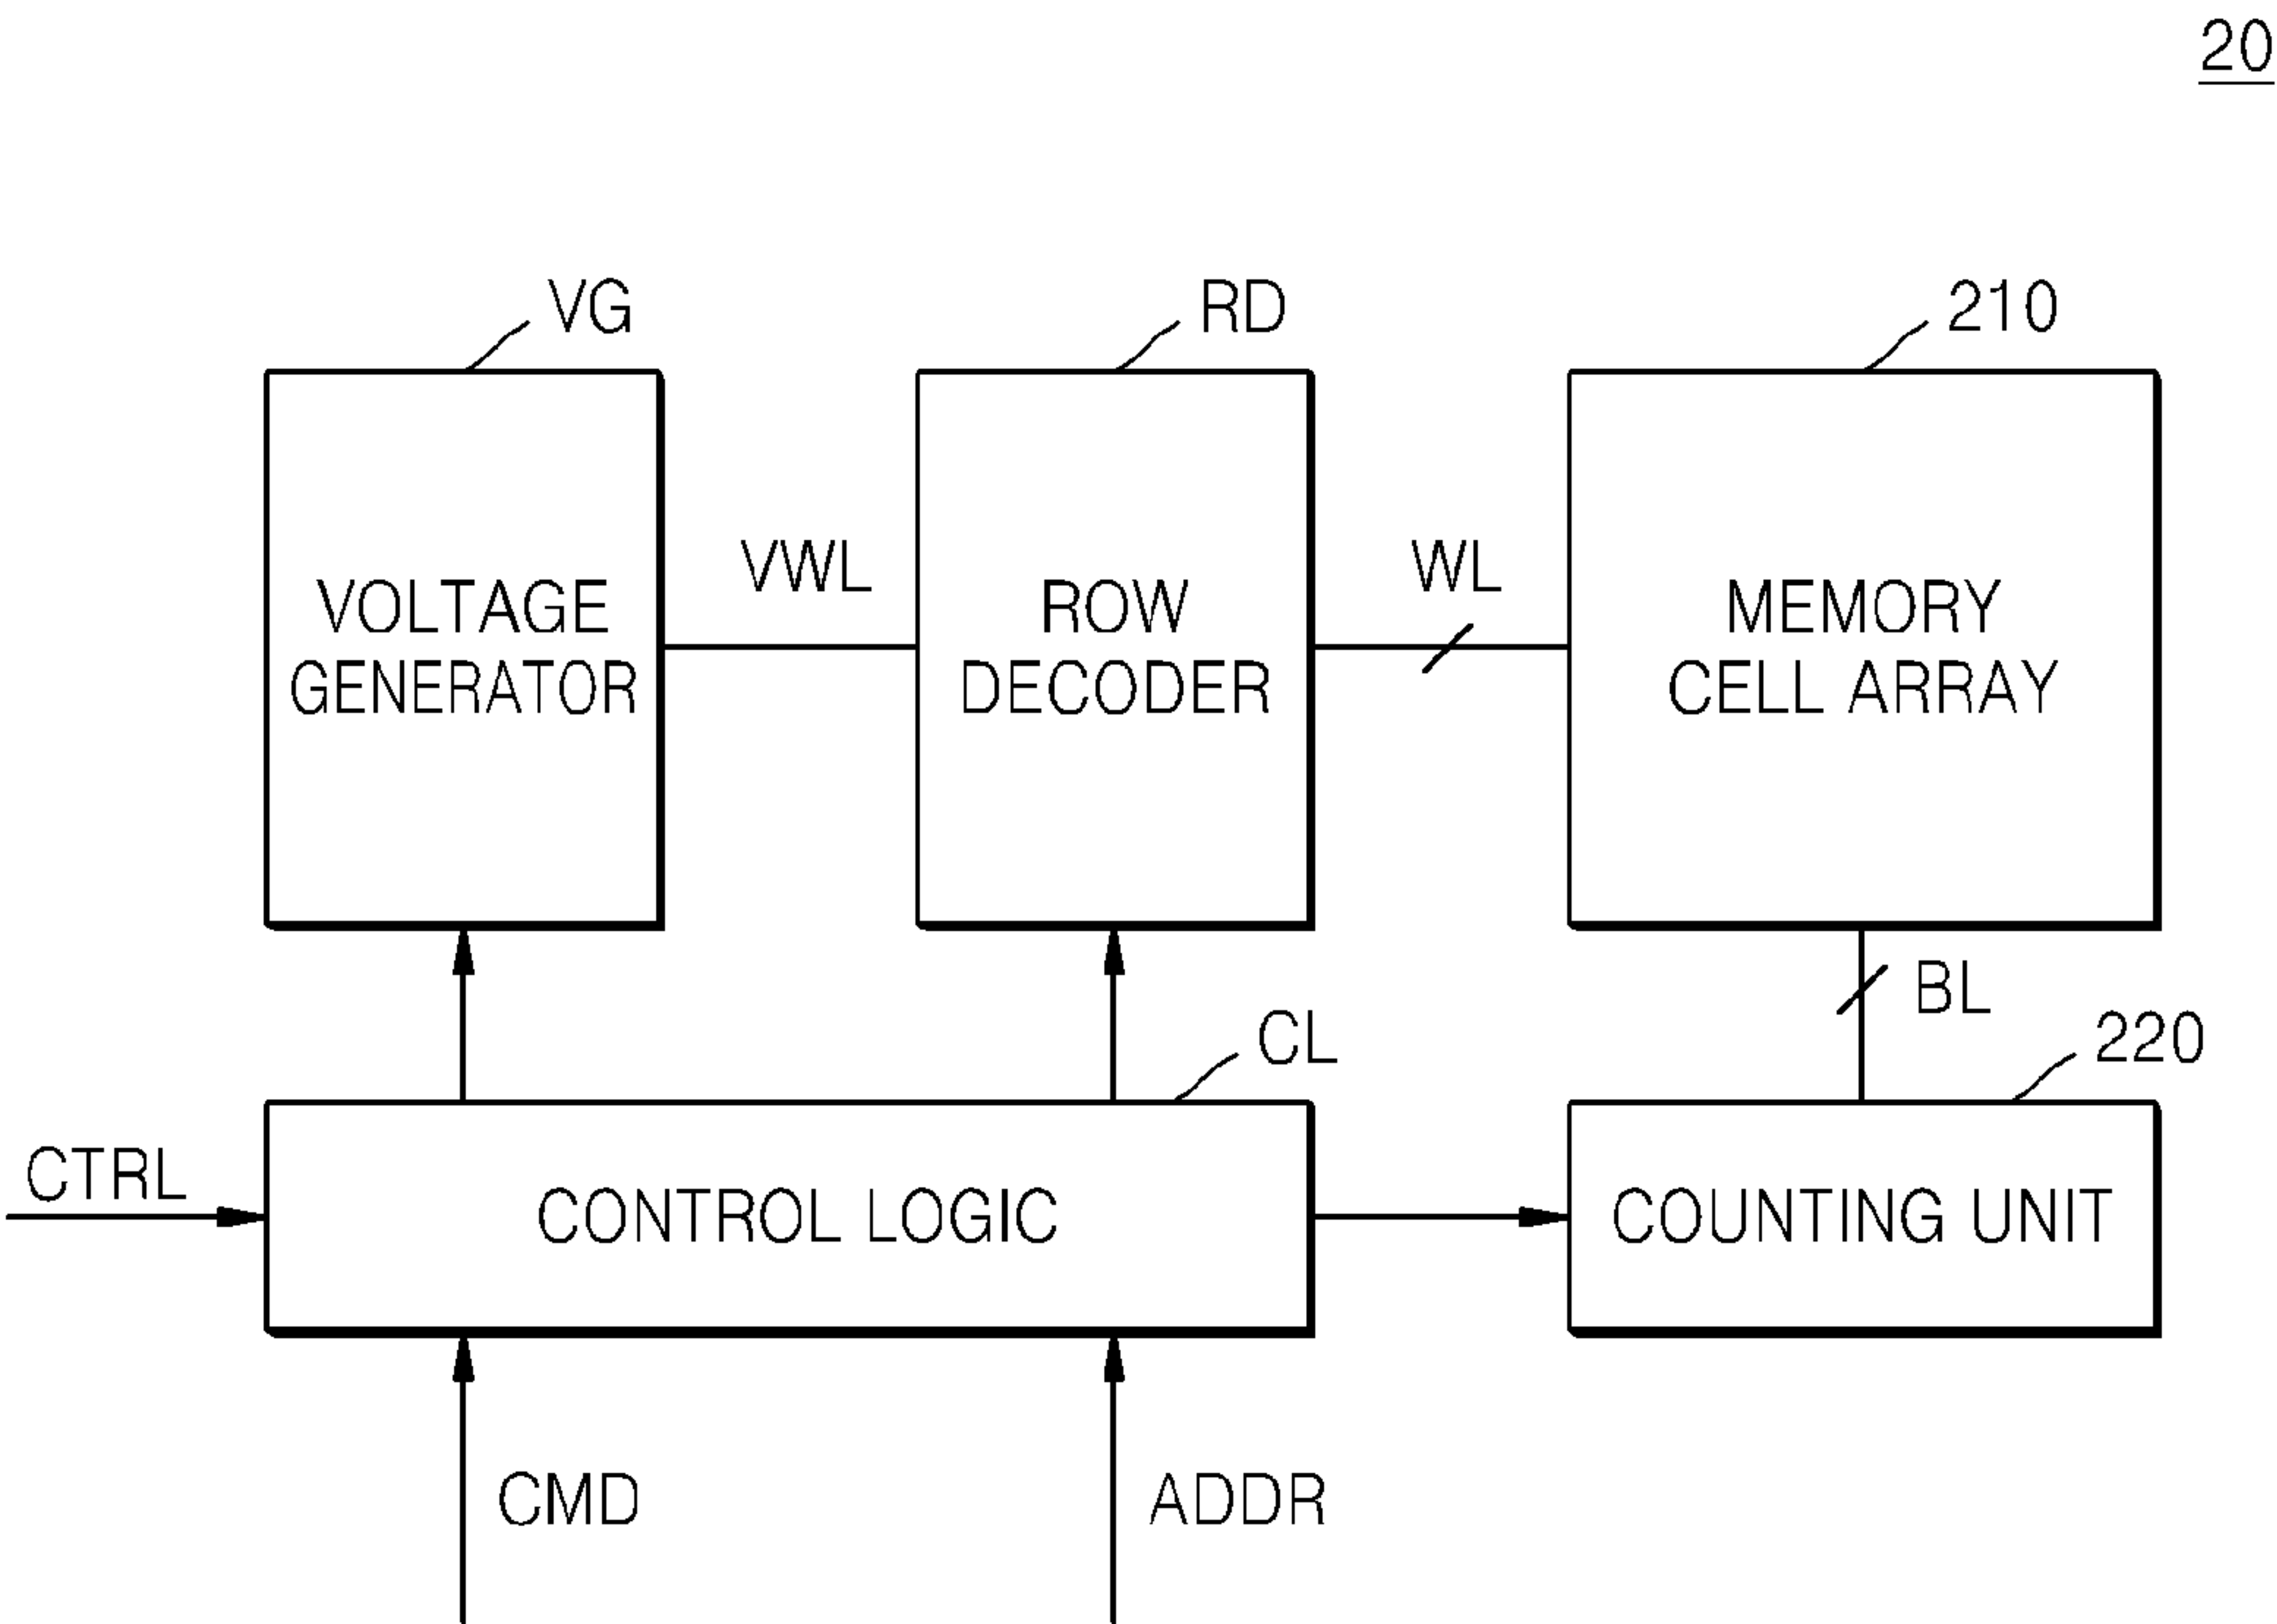 20
VG
RD
210
VOLTAGE
GENERATOR
VWL
ROW
DECODER
WL
MEMORY
CELL ARRAY
BL
CL
220
CTRL
CONTROL LOGIC
COUNTING UNIT
CMD
ADDR